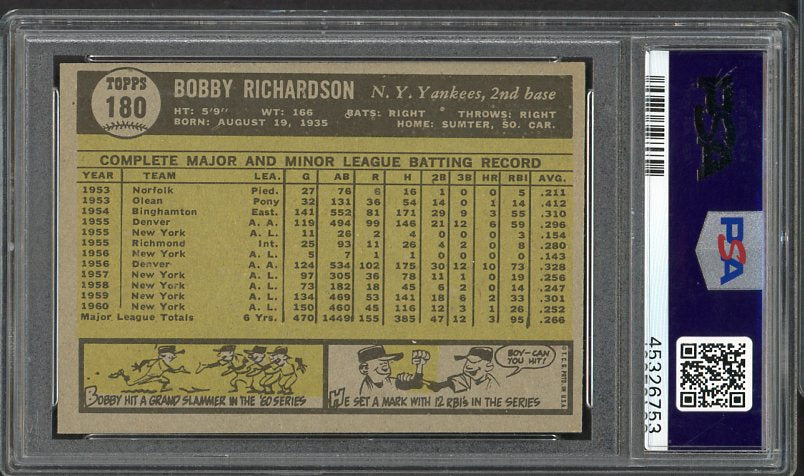 TOPPS
180
BOBBY RICHARDSON N. Y. Yankees, 2nd base
HT: 5'9" WT: 166 BATS: RIGHT THROWS: RIGHT
BORN: AUGUST 19, 1935 HOME: SUMTER, SO. CAR.
COMPLETE MAJOR AND MINOR LEAGUE BATTING RECORD
YEAR TEAM LEA. G AB R H 2B 3B HR RBI AVG.
1953 Norfolk Pied. 27 76 6 16 1 0 0 5 .211
1953 Olean Pony 32 131 36 54 14 0 1 14 .412
1954 Binghamton East. 141 552 81 171 29 9 3 55 .310
1955 Denver A. A. 119 494 99 146 21 12 6 59 .296
1955 New York A. L. 11 26 2 4 0 0 0 3 .154
1955 Richmond Int. 25 93 11 26 4 2 0 8 .280
1956 New York A. L. 5 7 1 1 0 0 0 0 .143
1956 Denver A. A. 124 534 102 175 30 12 10 73 .328
1957 New York A. L. 97 305 36 78 11 1 0 19 .256
1958 New York A. L. 73 182 18 45 6 2 0 14 .247
1959 New York A. L. 134 469 53 141 18 6 2 33 .301
1960 New York A. L. 150 460 45 116 12 3 1 26 .252
Major League Totals 6 Yrs. 470 1449 155 385 47 12 3 95 .266
BOBBY HIT A GRAND SLAMMER IN THE '60 SERIES
BOY-CAN YOU HIT!
HE SET A MARK WITH 12 RBI'S IN THE SERIES
© T.C.G. PRTD. IN U.S.A.
PSA
PSA
45326753